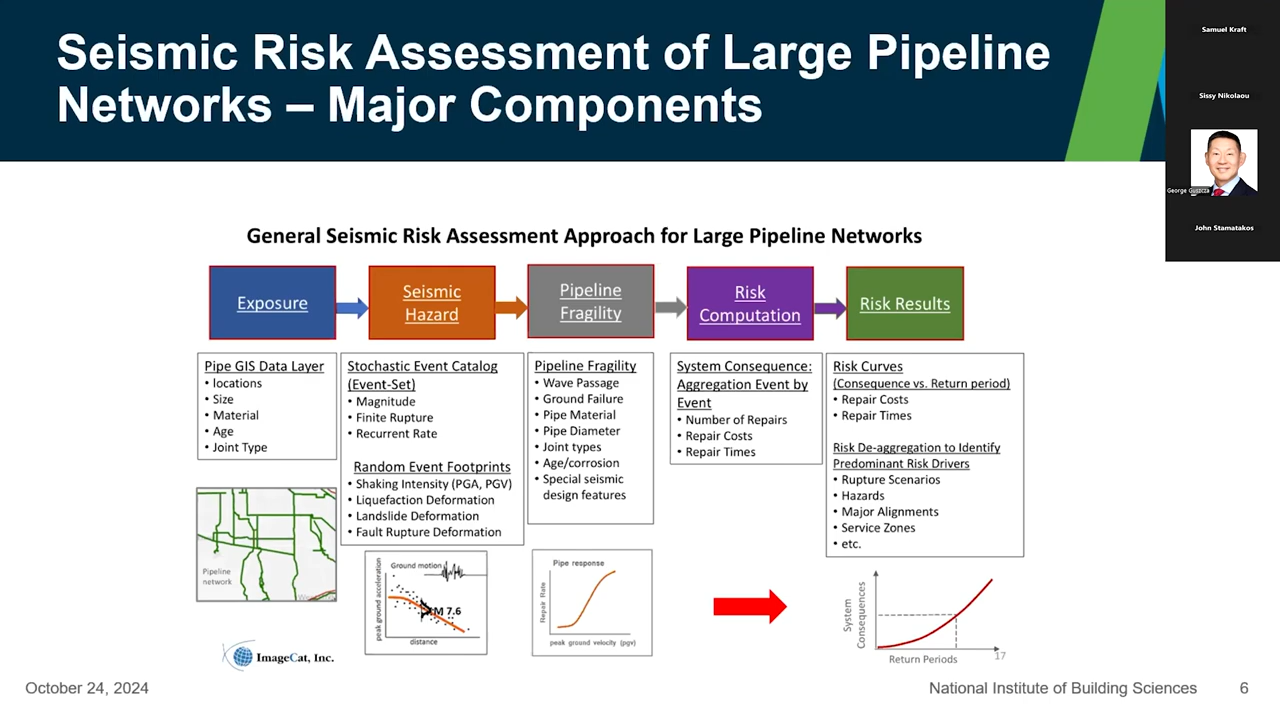 Seismic Risk Assessment of Large Pipeline
Networks – Major Components
Samuel Kraft
Sissy Nikolaou
George Guszcza
John Stamatakos
General Seismic Risk Assessment Approach for Large Pipeline Networks
Exposure
Seismic
Hazard
Pipeline
Fragility
Risk
Computation
Risk Results
Pipe GIS Data Layer
• locations
• Size
• Material
• Age
• Joint Type
Stochastic Event Catalog
(Event-Set)
• Magnitude
• Finite Rupture
• Recurrent Rate
Random Event Footprints
• Shaking Intensity (PGA, PGV)
• Liquefaction Deformation
• Landslide Deformation
• Fault Rupture Deformation
Pipeline Fragility
• Wave Passage
• Ground Failure
• Pipe Material
• Pipe Diameter
• Joint types
• Age/corrosion
• Special seismic
design features
System Consequence:
Aggregation Event by
Event
• Number of Repairs
• Repair Costs
• Repair Times
Risk Curves
(Consequence vs. Return period)
• Repair Costs
• Repair Times
Risk De-aggregation to Identify
Predominant Risk Drivers
• Rupture Scenarios
• Hazards
• Major Alignments
• Service Zones
• etc.
Pipeline
network
Ground motion
M 7.6
peak ground acceleration
distance
Pipe response
Repair Rate
peak ground velocity (pgv)
System
Consequences
Return Periods
17
ImageCat, Inc.
October 24, 2024
National Institute of Building Sciences
6